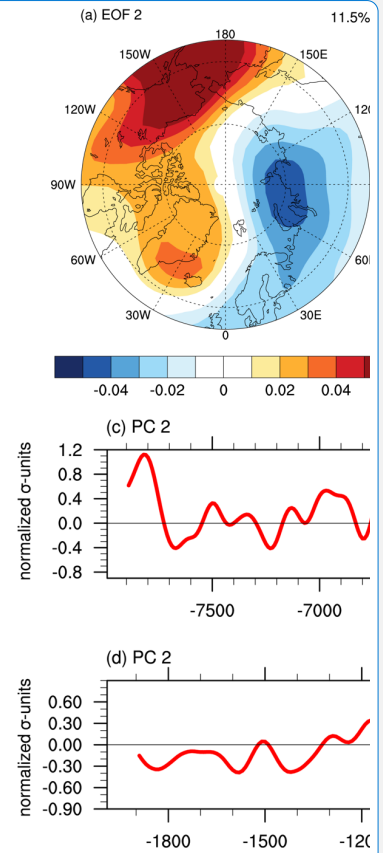 (a) EOF 2
11.5%
180
150W
150E
120W
120
90W
60W
60
30W
30E
0
-0.04 -0.02 0 0.02 0.04
(c) PC 2
normalized σ-units
1.2
0.8
0.4
0.0
-0.4
-0.8
-7500 -7000
(d) PC 2
normalized σ-units
0.60
0.30
0.00
-0.30
-0.60
-0.90
-1800 -1500 -120